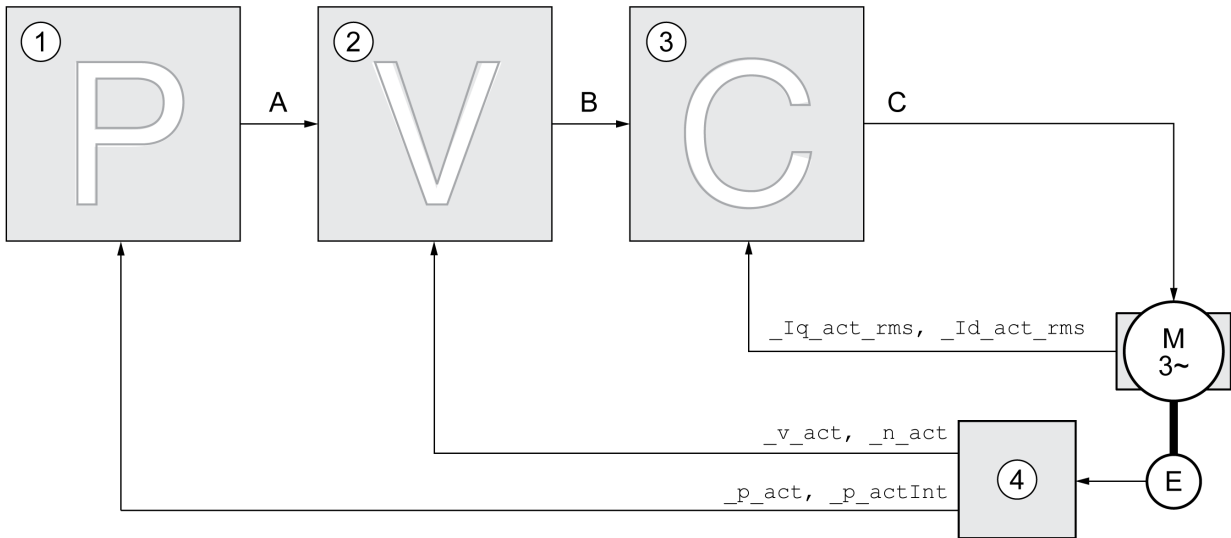 1
P
A
2
V
B
3
C
C
_Iq_act_rms, _Id_act_rms
M
3~
_v_act, _n_act
_p_act, _p_actInt
4
E